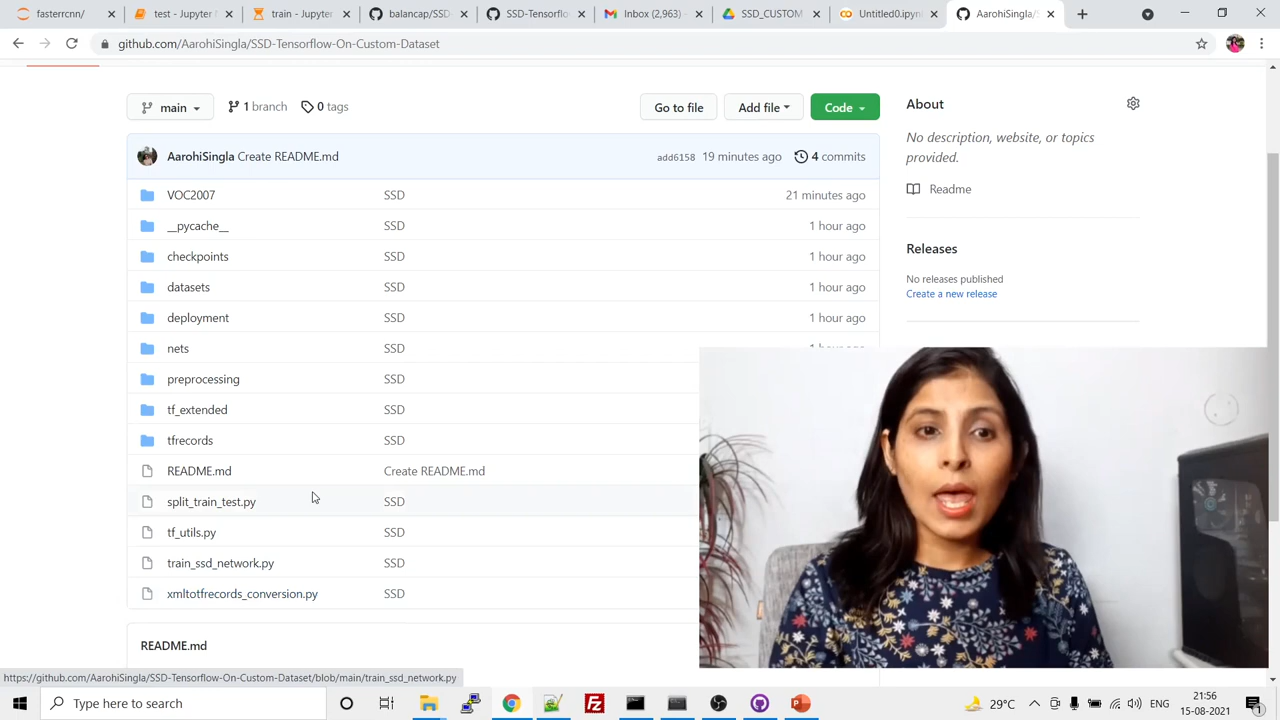 fastercnn/
test - Jupyter
train - Jupyter
balancap/SSD
SSD-Tensorflow
Inbox (2,963)
SSD_CUSTOM
Untitled0.ipynb
AarohiSingla/
github.com/AarohiSingla/SSD-Tensorflow-On-Custom-Dataset
main
1 branch
0 tags
Go to file
Add file
Code
About
No description, website, or topics
provided.
Readme
Releases
No releases published
Create a new release
AarohiSingla Create README.md
add6158 19 minutes ago
4 commits
VOC2007 SSD 21 minutes ago
__pycache__ SSD 1 hour ago
checkpoints SSD 1 hour ago
datasets SSD 1 hour ago
deployment SSD 1 hour ago
nets SSD 1 hour ago
preprocessing SSD
tf_extended SSD
tfrecords SSD
README.md Create README.md
split_train_test.py SSD
tf_utils.py SSD
train_ssd_network.py SSD
xmltotfrecords_conversion.py SSD
README.md
https://github.com/AarohiSingla/SSD-Tensorflow-On-Custom-Dataset/blob/main/train_ssd_network.py
Type here to search
29°C
ENG
21:56
15-08-2021